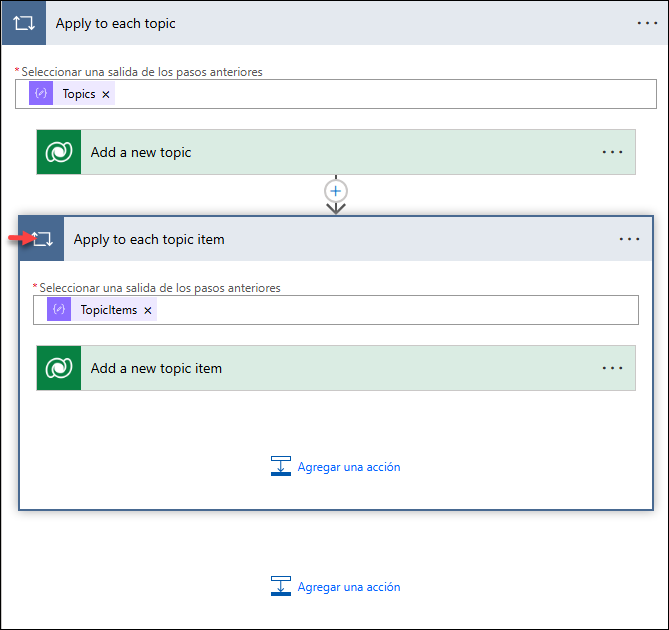 Apply to each topic
* Seleccionar una salida de los pasos anteriores
Topics ×
Add a new topic
Apply to each topic item
* Seleccionar una salida de los pasos anteriores
TopicItems ×
Add a new topic item
Agregar una acción
Agregar una acción